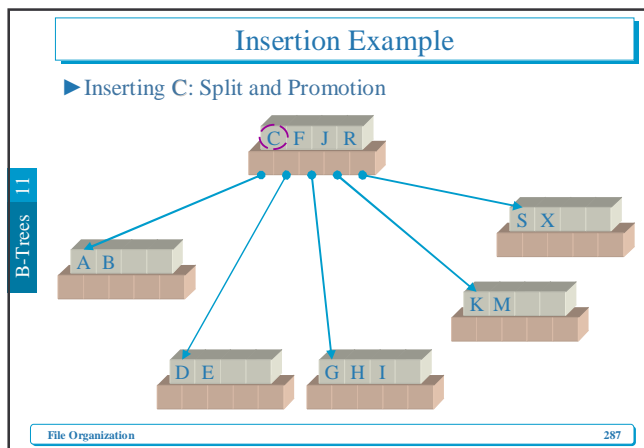 Insertion Example
►Inserting C: Split and Promotion
C F J R
B-Trees 11
S X
A B
K M
D E
G H I
File Organization 287